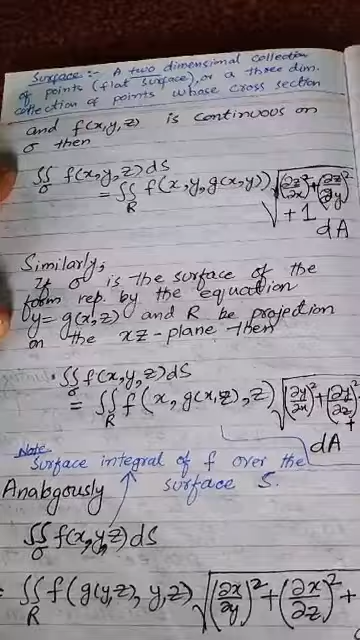 Surface :- A two dimensional collection
of points (flat surface), or a three dim.
collection of points whose cross section
and f(x,y,z) is continuous on
σ then
∬σ f(x,y,z) dS
= ∬R f(x,y,g(x,y)) √(∂z/∂x)²+(∂z/∂y)²
+1 dA
Similarly,
If σ is the surface of the
form rep. by the equation
y=g(x,z) and R be projection
on the xz-plane then
∬σ f(x,y,z) dS
= ∬R f(x, g(x,z), z) √(∂y/∂x)²+(∂y/∂z)²+
dA
Note
Surface integral of f over the
surface S.
Anabgously
∬σ f(x,y,z) dS
= ∬R f(g(y,z), y,z) √(∂x/∂y)²+(∂x/∂z)²+